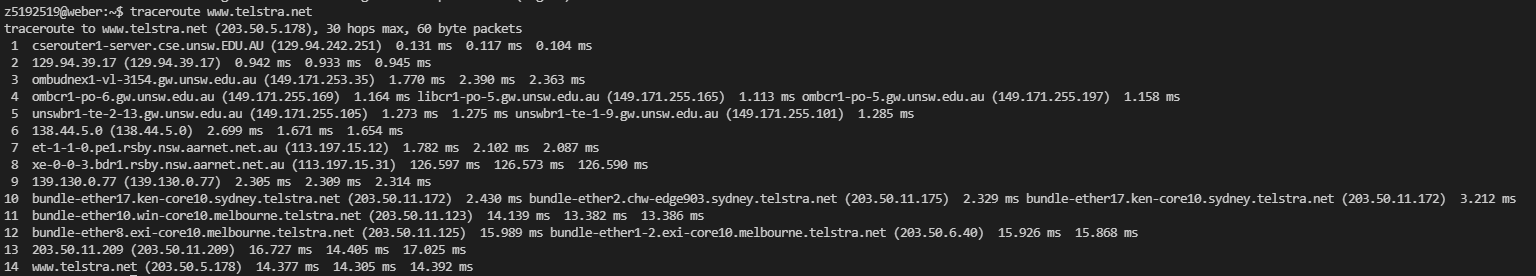 z5192519@weber:~$ traceroute www.telstra.net
traceroute to www.telstra.net (203.50.5.178), 30 hops max, 60 byte packets
 1  cserouter1-server.cse.unsw.EDU.AU (129.94.242.251)  0.131 ms  0.117 ms  0.104 ms
 2  129.94.39.17 (129.94.39.17)  0.942 ms  0.933 ms  0.945 ms
 3  ombudnex1-vl-3154.gw.unsw.edu.au (149.171.253.35)  1.770 ms  2.390 ms  2.363 ms
 4  ombcr1-po-6.gw.unsw.edu.au (149.171.255.169)  1.164 ms libcr1-po-5.gw.unsw.edu.au (149.171.255.165)  1.113 ms ombcr1-po-5.gw.unsw.edu.au (149.171.255.197)  1.158 ms
 5  unswbr1-te-2-13.gw.unsw.edu.au (149.171.255.105)  1.273 ms  1.275 ms unswbr1-te-1-9.gw.unsw.edu.au (149.171.255.101)  1.285 ms
 6  138.44.5.0 (138.44.5.0)  2.699 ms  1.671 ms  1.654 ms
 7  et-1-1-0.pe1.rsby.nsw.aarnet.net.au (113.197.15.12)  1.782 ms  2.102 ms  2.087 ms
 8  xe-0-0-3.bdr1.rsby.nsw.aarnet.net.au (113.197.15.31)  126.597 ms  126.573 ms  126.590 ms
 9  139.130.0.77 (139.130.0.77)  2.305 ms  2.309 ms  2.314 ms
10  bundle-ether17.ken-core10.sydney.telstra.net (203.50.11.172)  2.430 ms bundle-ether2.chw-edge903.sydney.telstra.net (203.50.11.175)  2.329 ms bundle-ether17.ken-core10.sydney.telstra.net (203.50.11.172)  3.212 ms
11  bundle-ether10.win-core10.melbourne.telstra.net (203.50.11.123)  14.139 ms  13.382 ms  13.386 ms
12  bundle-ether8.exi-core10.melbourne.telstra.net (203.50.11.125)  15.989 ms bundle-ether1-2.exi-core10.melbourne.telstra.net (203.50.6.40)  15.926 ms  15.868 ms
13  203.50.11.209 (203.50.11.209)  16.727 ms  14.405 ms  17.025 ms
14  www.telstra.net (203.50.5.178)  14.377 ms  14.305 ms  14.392 ms